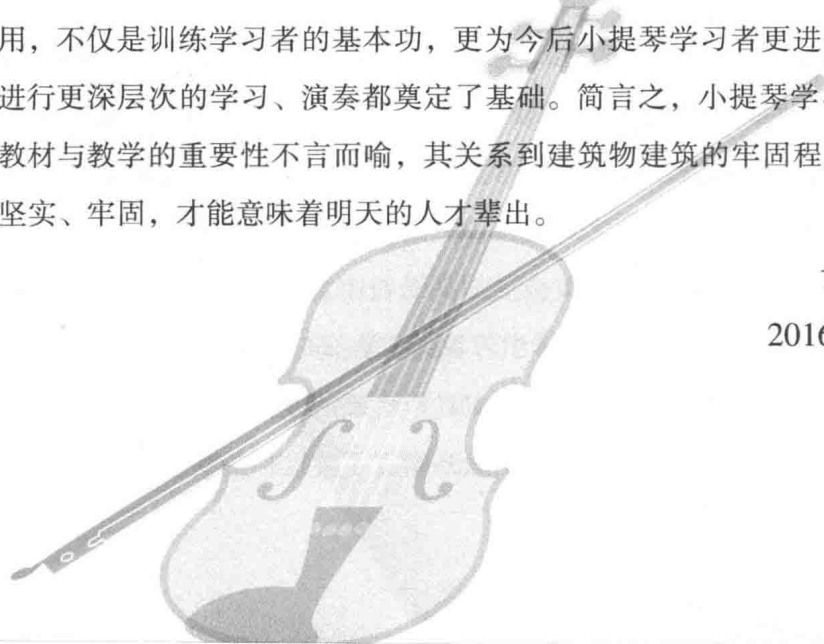 用，不仅是训练学习者的基本功，更为今后小提琴学习者更进
进行更深层次的学习、演奏都奠定了基础。简言之，小提琴学
教材与教学的重要性不言而喻，其关系到建筑物建筑的牢固程
坚实、牢固，才能意味着明天的人才辈出。
2016